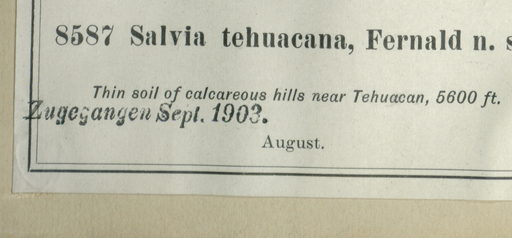 8587 Salvia tehuacana, Fernald n. s
Thin soil of calcareous hills near Tehuacan, 5600 ft.
Zugegangen Sept. 1903.
August.